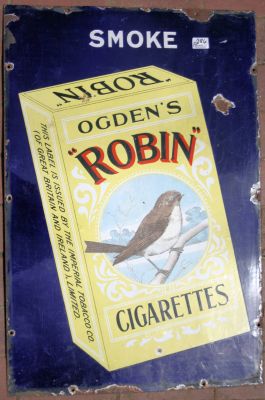 SMOKE
286
"ROBIN"
OGDEN'S
"ROBIN"
CIGARETTES
THIS LABEL IS ISSUED BY THE IMPERIAL TOBACCO CO.
(OF GREAT BRITAIN AND IRELAND), LIMITED.